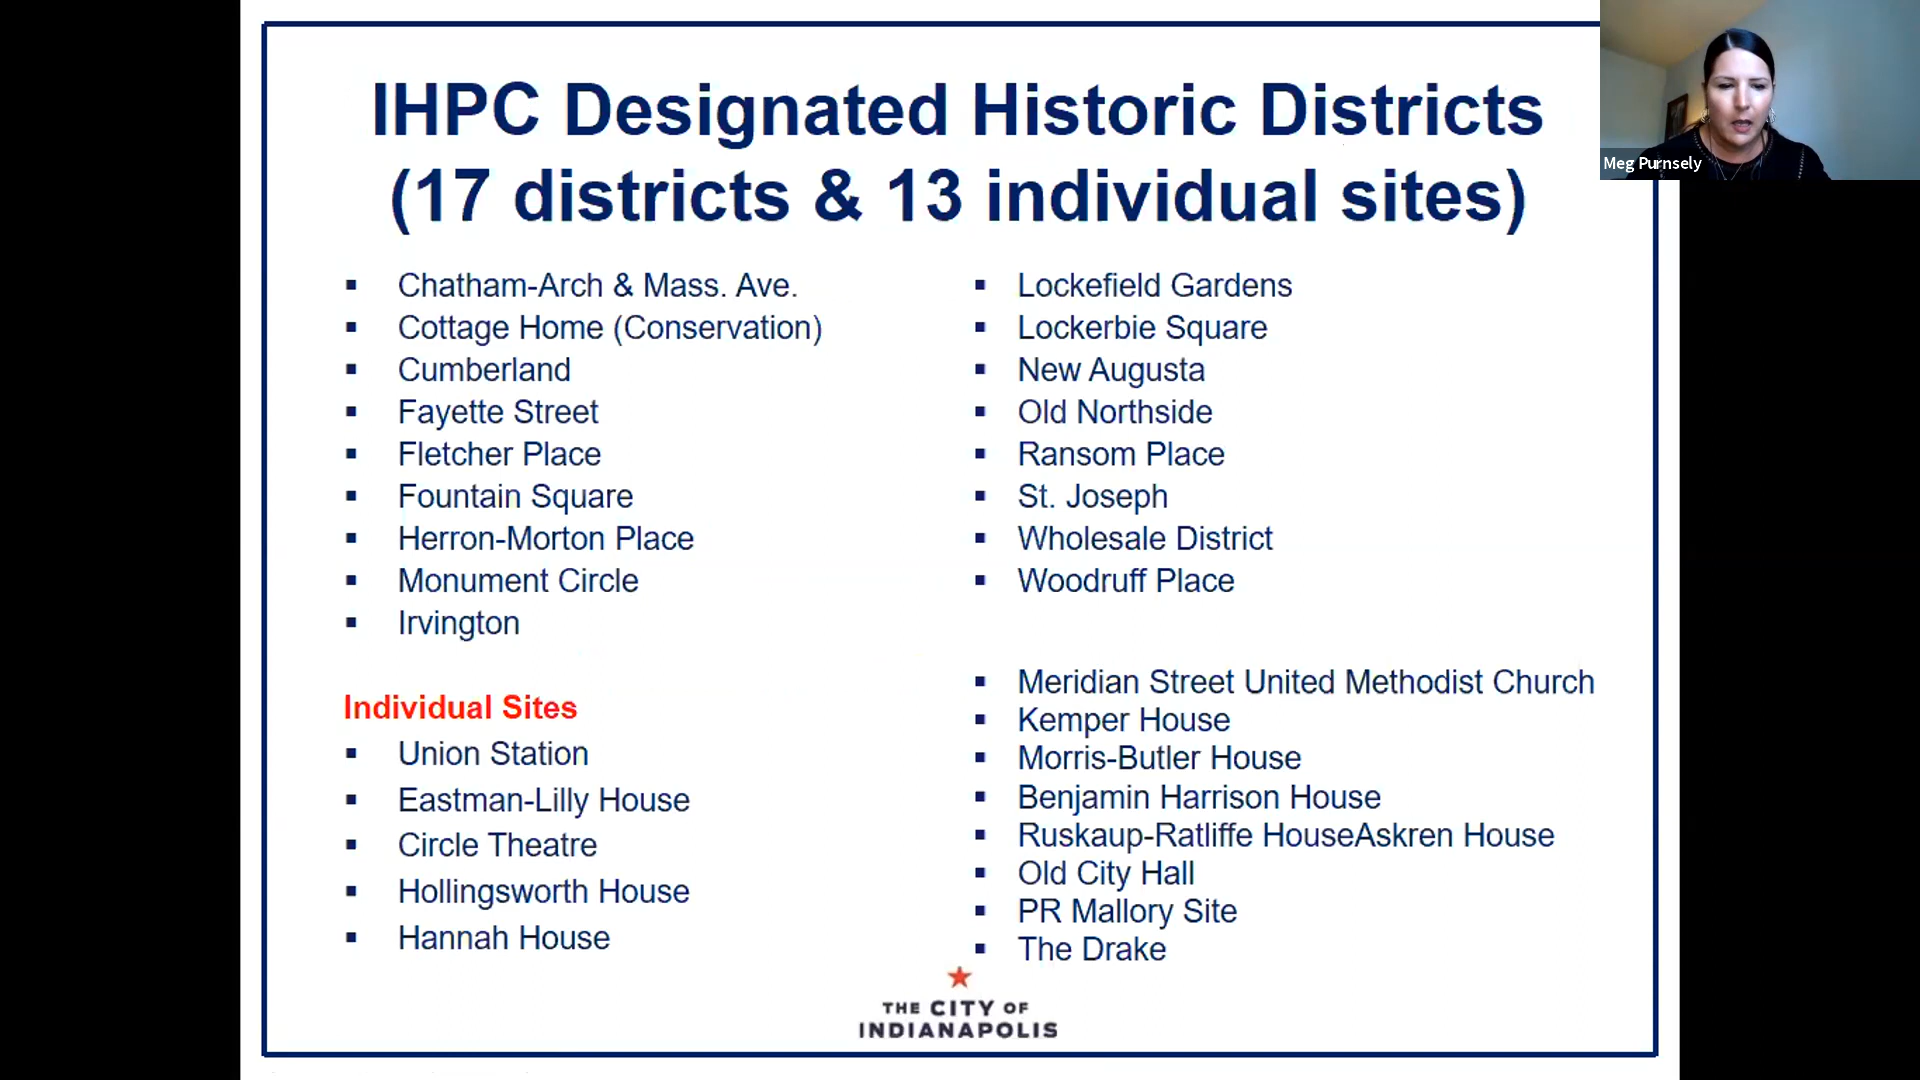 IHPC Designated Historic Districts
(17 districts & 13 individual sites)
Meg Purnsely
Chatham-Arch & Mass. Ave.
Cottage Home (Conservation)
Cumberland
Fayette Street
Fletcher Place
Fountain Square
Herron-Morton Place
Monument Circle
Irvington
Lockefield Gardens
Lockerbie Square
New Augusta
Old Northside
Ransom Place
St. Joseph
Wholesale District
Woodruff Place
Individual Sites
Union Station
Eastman-Lilly House
Circle Theatre
Hollingsworth House
Hannah House
Meridian Street United Methodist Church
Kemper House
Morris-Butler House
Benjamin Harrison House
Ruskaup-Ratliffe HouseAskren House
Old City Hall
PR Mallory Site
The Drake
THE CITY OF
INDIANAPOLIS